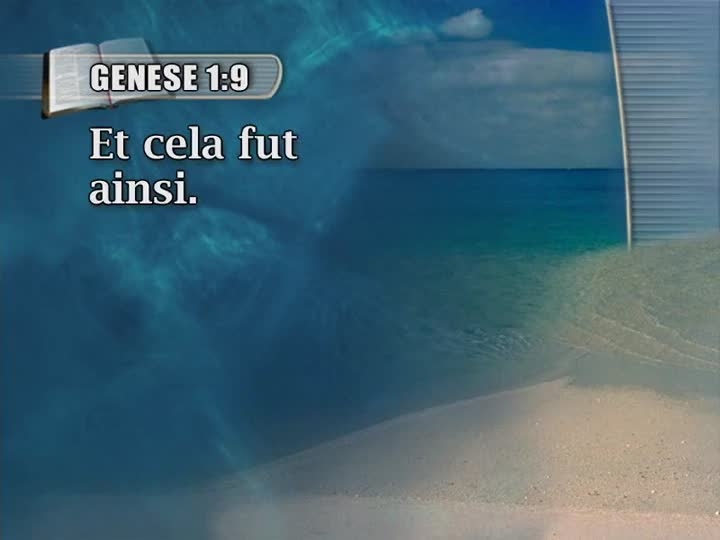 GENESE 1:9
Et cela fut
ainsi.